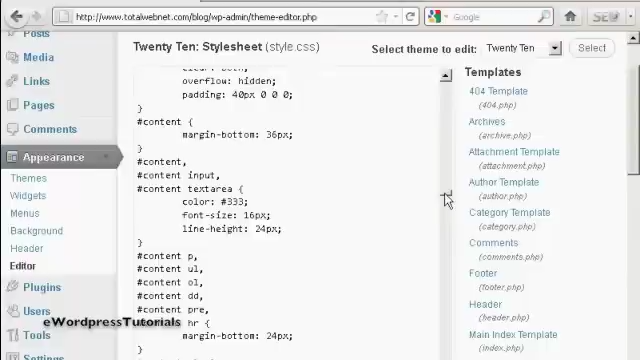 http://www.totalwebnet.com/blog/wp-admin/theme-editor.php
Google
SEO
Posts
Media
Links
Pages
Comments
Appearance
Themes
Widgets
Menus
Background
Header
Editor
Plugins
Users
Tools
Settings
Twenty Ten: Stylesheet (style.css)
Select theme to edit:
Twenty Ten
Select
overflow: hidden;
padding: 40px 0 0 0;
}
#content {
margin-bottom: 36px;
}
#content,
#content input,
#content textarea {
color: #333;
font-size: 16px;
line-height: 24px;
}
#content p,
#content ul,
#content ol,
#content dd,
#content pre,
#content hr {
margin-bottom: 24px;
}
Templates
404 Template
(404.php)
Archives
(archive.php)
Attachment Template
(attachment.php)
Author Template
(author.php)
Category Template
(category.php)
Comments
(comments.php)
Footer
(footer.php)
Header
(header.php)
Main Index Template
(index.php)
eWordpressTutorials